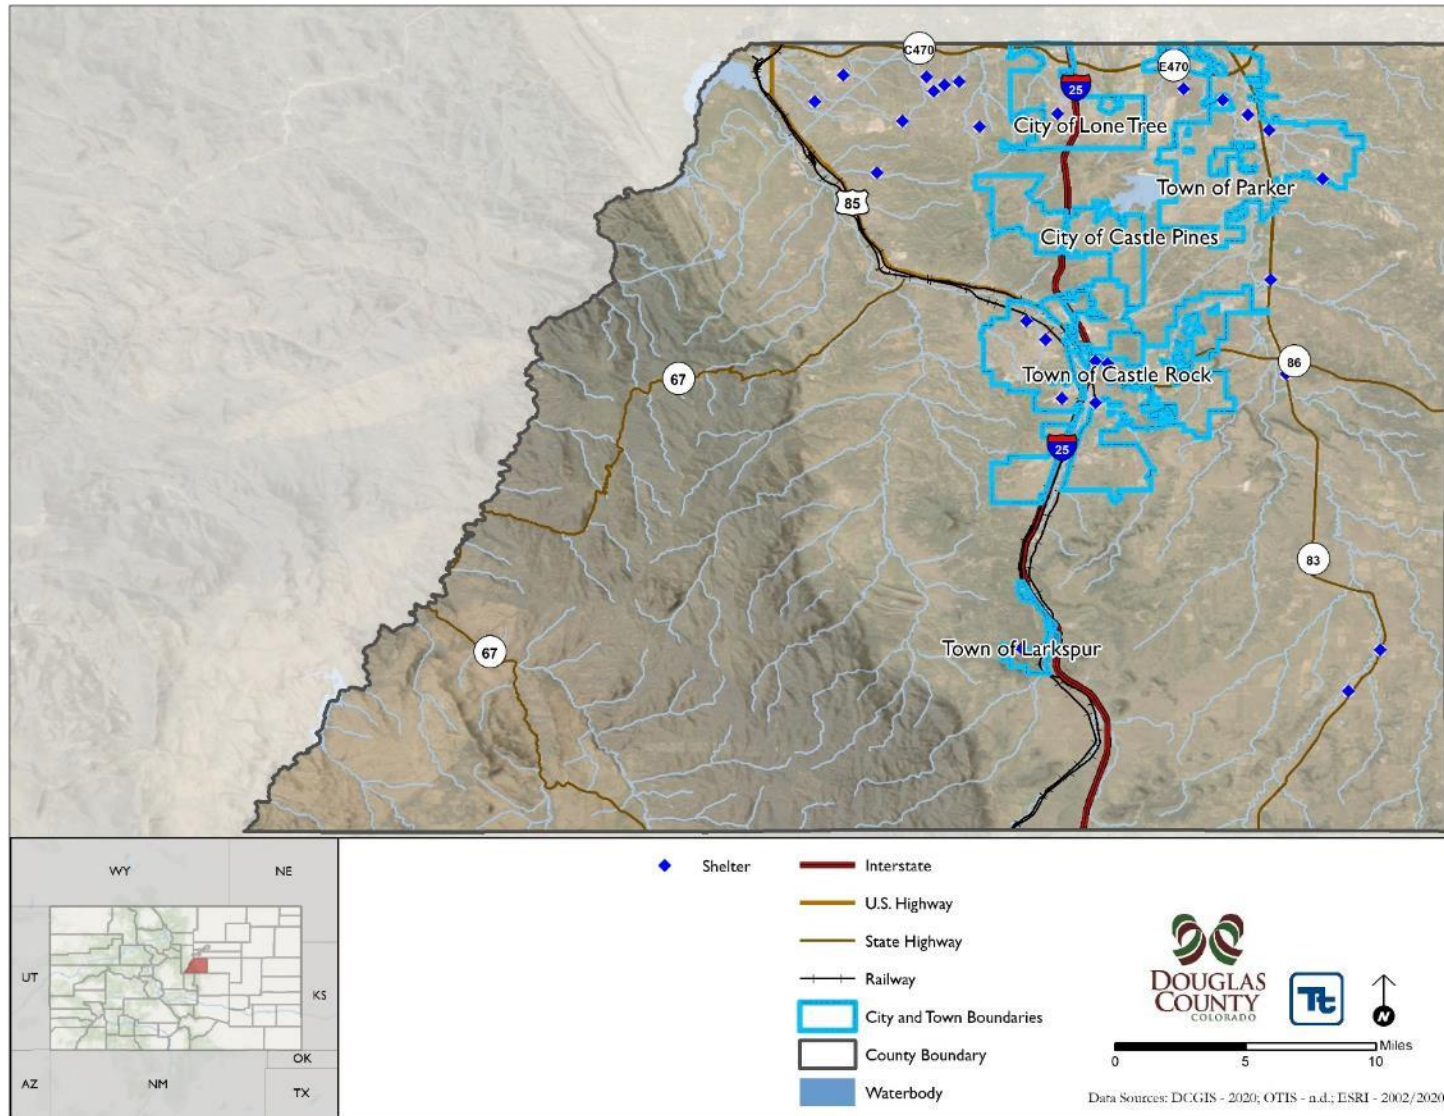 C470
E470
25
City of Lone Tree
Town of Parker
85
City of Castle Pines
67
86
Town of Castle Rock
25
83
67
Town of Larkspur
WY
NE
UT
KS
OK
AZ
NM
TX
Shelter
Interstate
U.S. Highway
State Highway
Railway
City and Town Boundaries
County Boundary
Waterbody
DOUGLAS
COUNTY
COLORADO
Tt
N
Miles
0 5 10
Data Sources: DCGIS - 2020; OTIS - n.d.; ESRI - 2002/2020